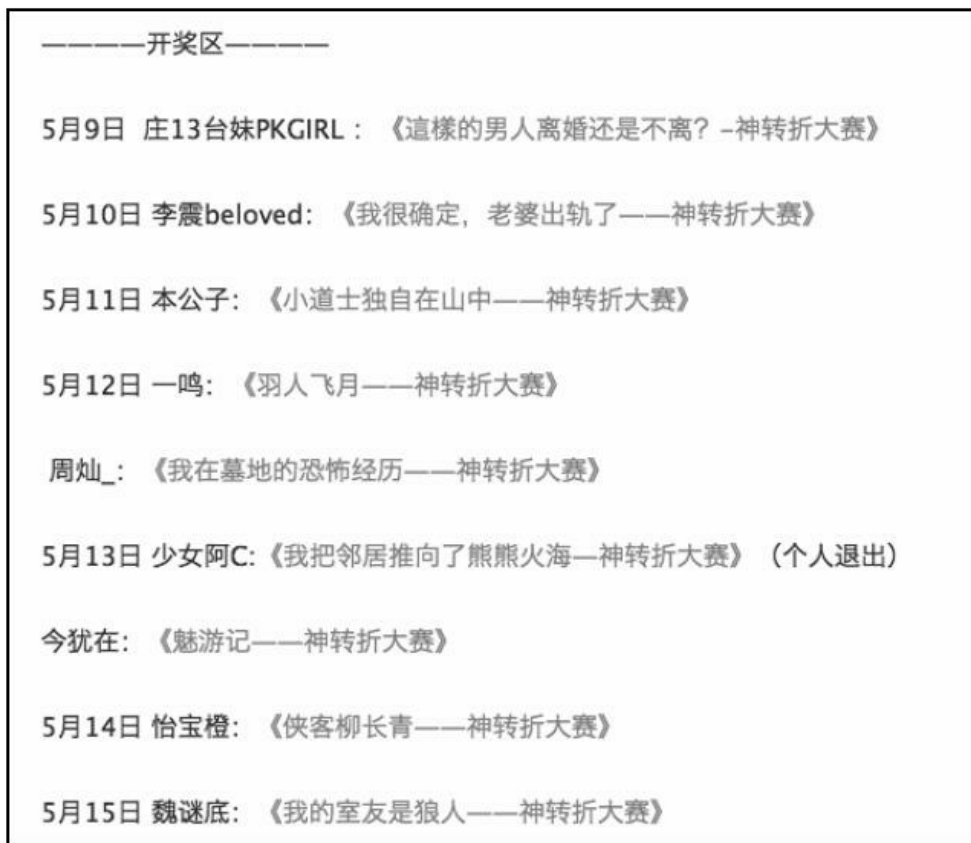 ————开奖区————
5月9日 庄13台妹PKGIRL ：《這樣的男人离婚还是不离？-神转折大赛》
5月10日 李震beloved：《我很确定，老婆出轨了——神转折大赛》
5月11日 本公子：《小道士独自在山中——神转折大赛》
5月12日 一鸣：《羽人飞月——神转折大赛》
周灿_：《我在墓地的恐怖经历——神转折大赛》
5月13日 少女阿C:《我把邻居推向了熊熊火海—神转折大赛》（个人退出）
今犹在：《魅游记——神转折大赛》
5月14日 怡宝橙：《侠客柳长青——神转折大赛》
5月15日 魏谜底：《我的室友是狼人——神转折大赛》